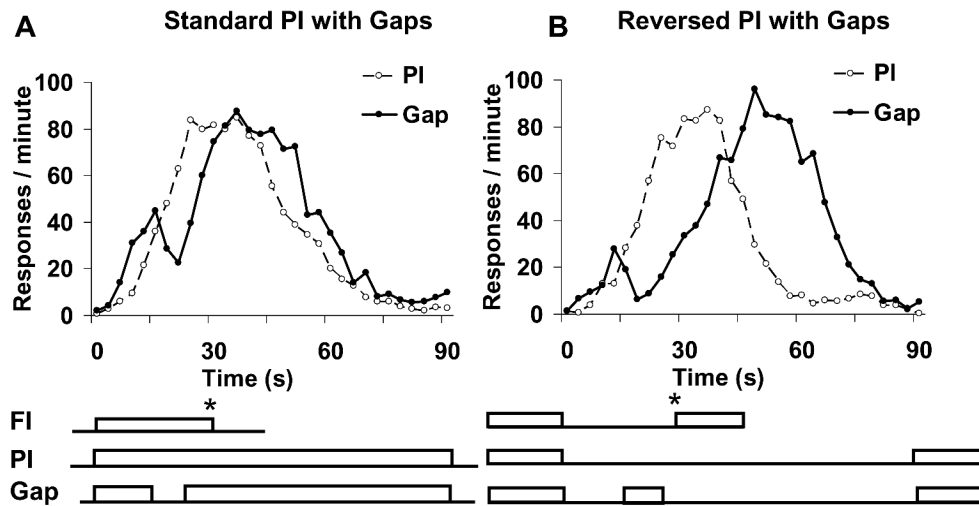 A Standard PI with Gaps
Responses / minute
100
80
60
40
20
0
PI
Gap
0 30 60 90
Time (s)
B Reversed PI with Gaps
Responses / minute
100
80
60
40
20
0
PI
Gap
0 30 60 90
Time (s)
FI * *
PI
Gap